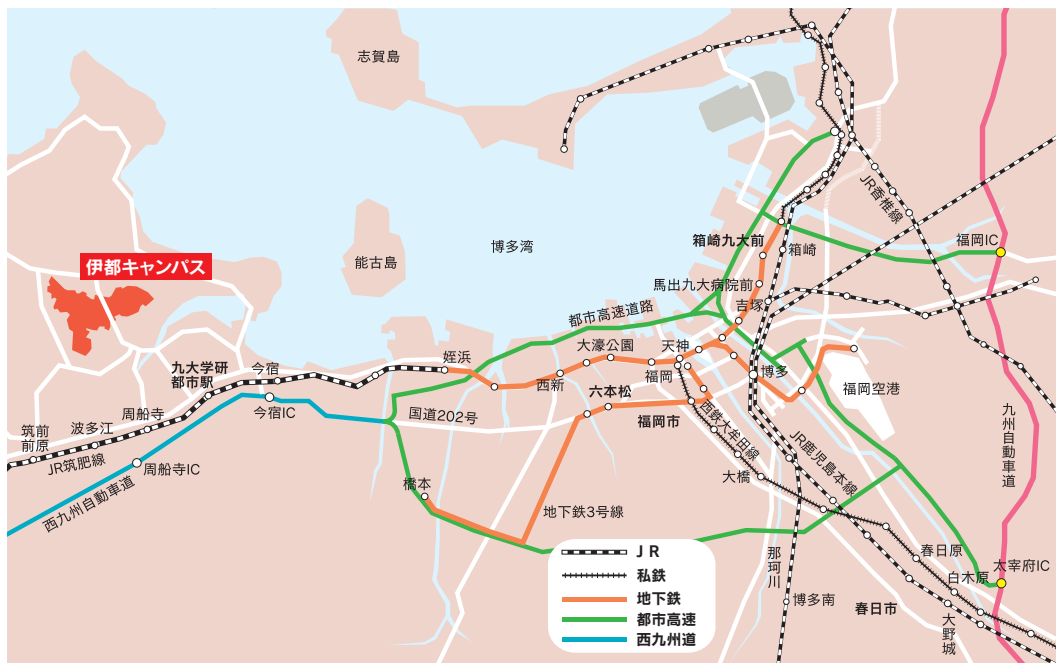 志賀島
JR香椎線
福岡IC
箱崎九大前
箱崎
博多湾
能古島
伊都キャンパス
馬出九大病院前
吉塚
都市高速道路
大濠公園
天神
姪浜
西新
福岡
博多
福岡空港
九大学研
都市駅
今宿
六本松
今宿IC
国道202号
福岡市
周船寺
波多江
筑前
前原
JR筑肥線
周船寺IC
西九州自動車道
西鉄大牟田線
JR鹿児島本線
九州自動車道
大橋
橋本
地下鉄3号線
春日原
白木原
太宰府IC
那珂川
博多南
春日市
大野城
JR
私鉄
地下鉄
都市高速
西九州道